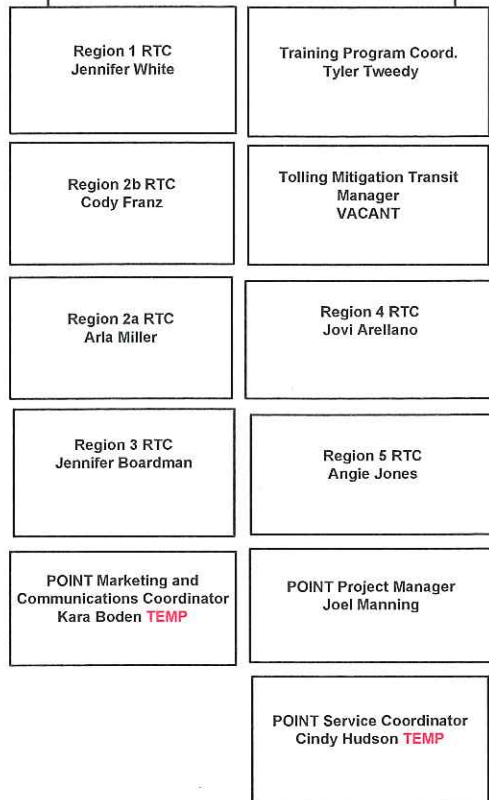 Region 1 RTC
Jennifer White
Training Program Coord.
Tyler Tweedy
Region 2b RTC
Cody Franz
Tolling Mitigation Transit
Manager
VACANT
Region 2a RTC
Arla Miller
Region 4 RTC
Jovi Arellano
Region 3 RTC
Jennifer Boardman
Region 5 RTC
Angie Jones
POINT Marketing and
Communications Coordinator
Kara Boden TEMP
POINT Project Manager
Joel Manning
POINT Service Coordinator
Cindy Hudson TEMP